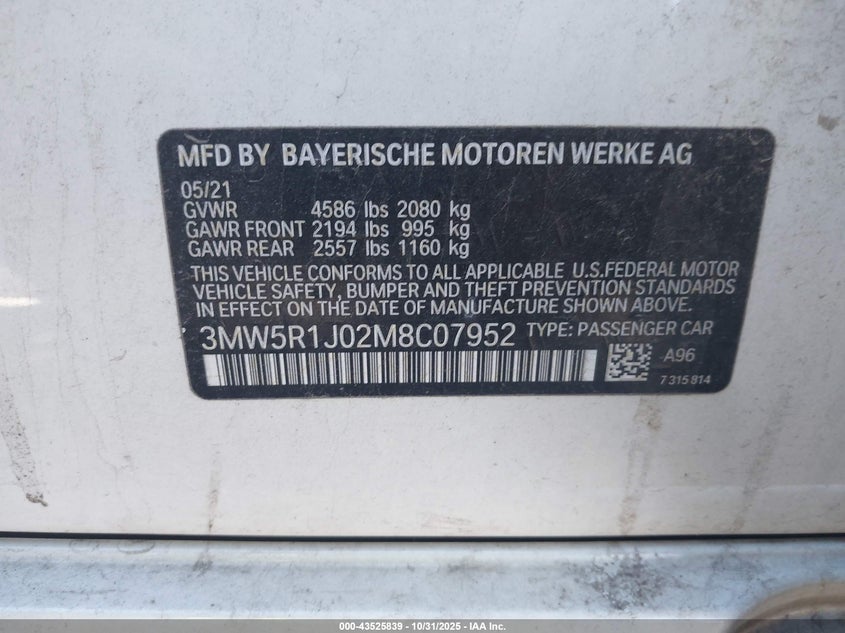 MFD BY BAYERISCHE MOTOREN WERKE AG
05/21
GVWR 4586 lbs 2080 kg
GAWR FRONT 2194 lbs 995 kg
GAWR REAR 2557 lbs 1160 kg
THIS VEHICLE CONFORMS TO ALL APPLICABLE U.S.FEDERAL MOTOR
VEHICLE SAFETY, BUMPER AND THEFT PREVENTION STANDARDS
IN EFFECT ON THE DATE OF MANUFACTURE SHOWN ABOVE.
3MW5R1J02M8C07952 TYPE: PASSENGER CAR
A96
7 315 814
000-43525839 - 10/31/2025 - IAA Inc.